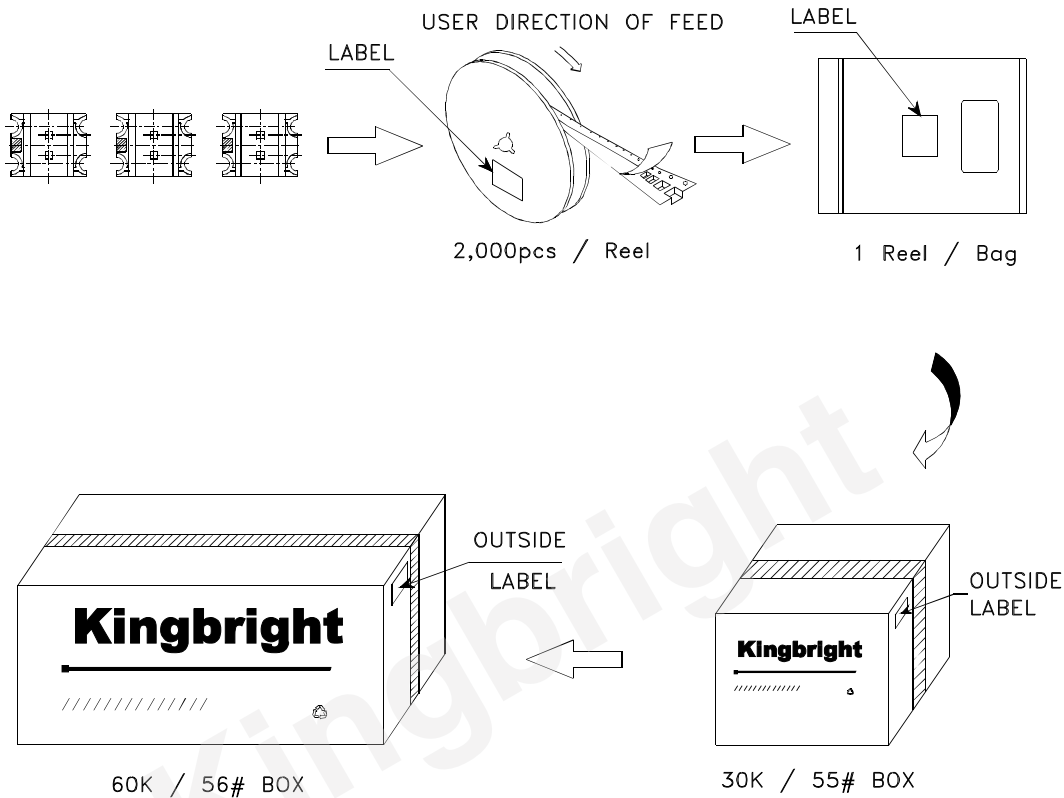 USER DIRECTION OF FEED
LABEL
LABEL
2,000pcs / Reel
1 Reel / Bag
OUTSIDE
LABEL
OUTSIDE
LABEL
Kingbright
Kingbright
60K / 56# BOX
30K / 55# BOX
Kingbright